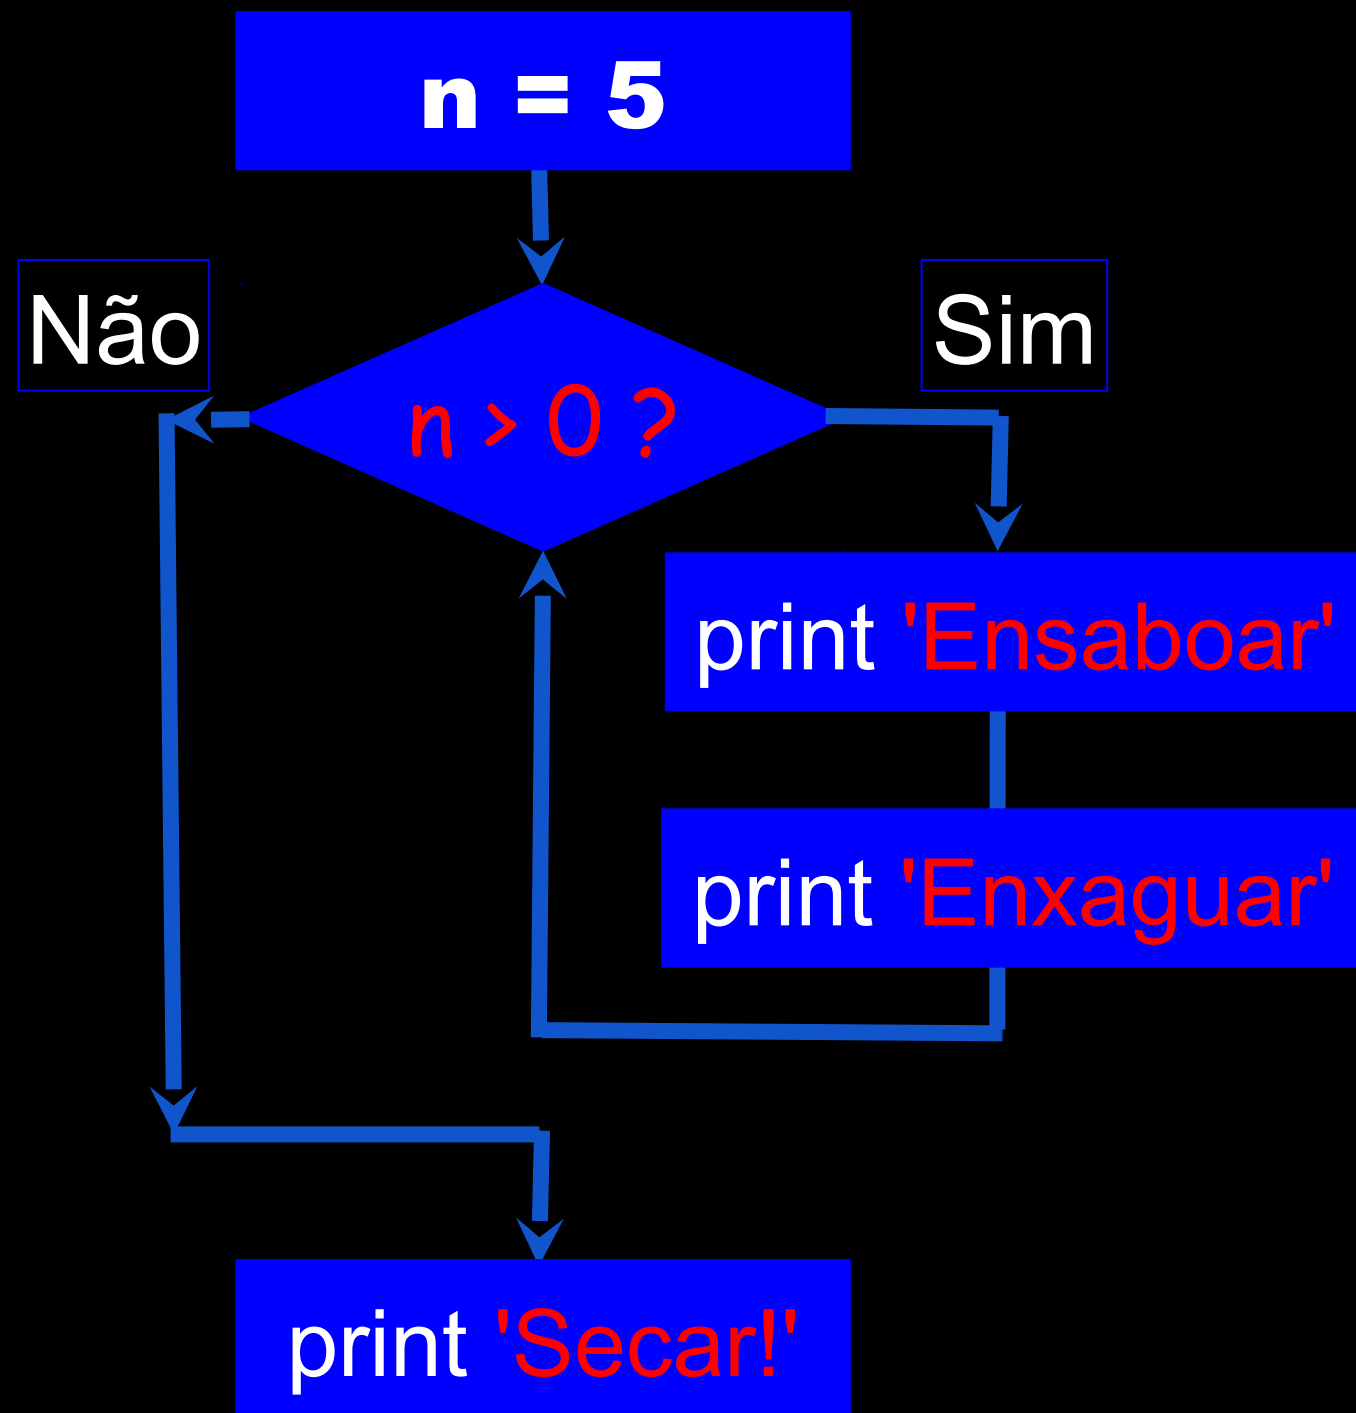 n = 5
Não
Sim
n > 0 ?
print 'Ensaboar'
print 'Enxaguar'
print 'Secar!'